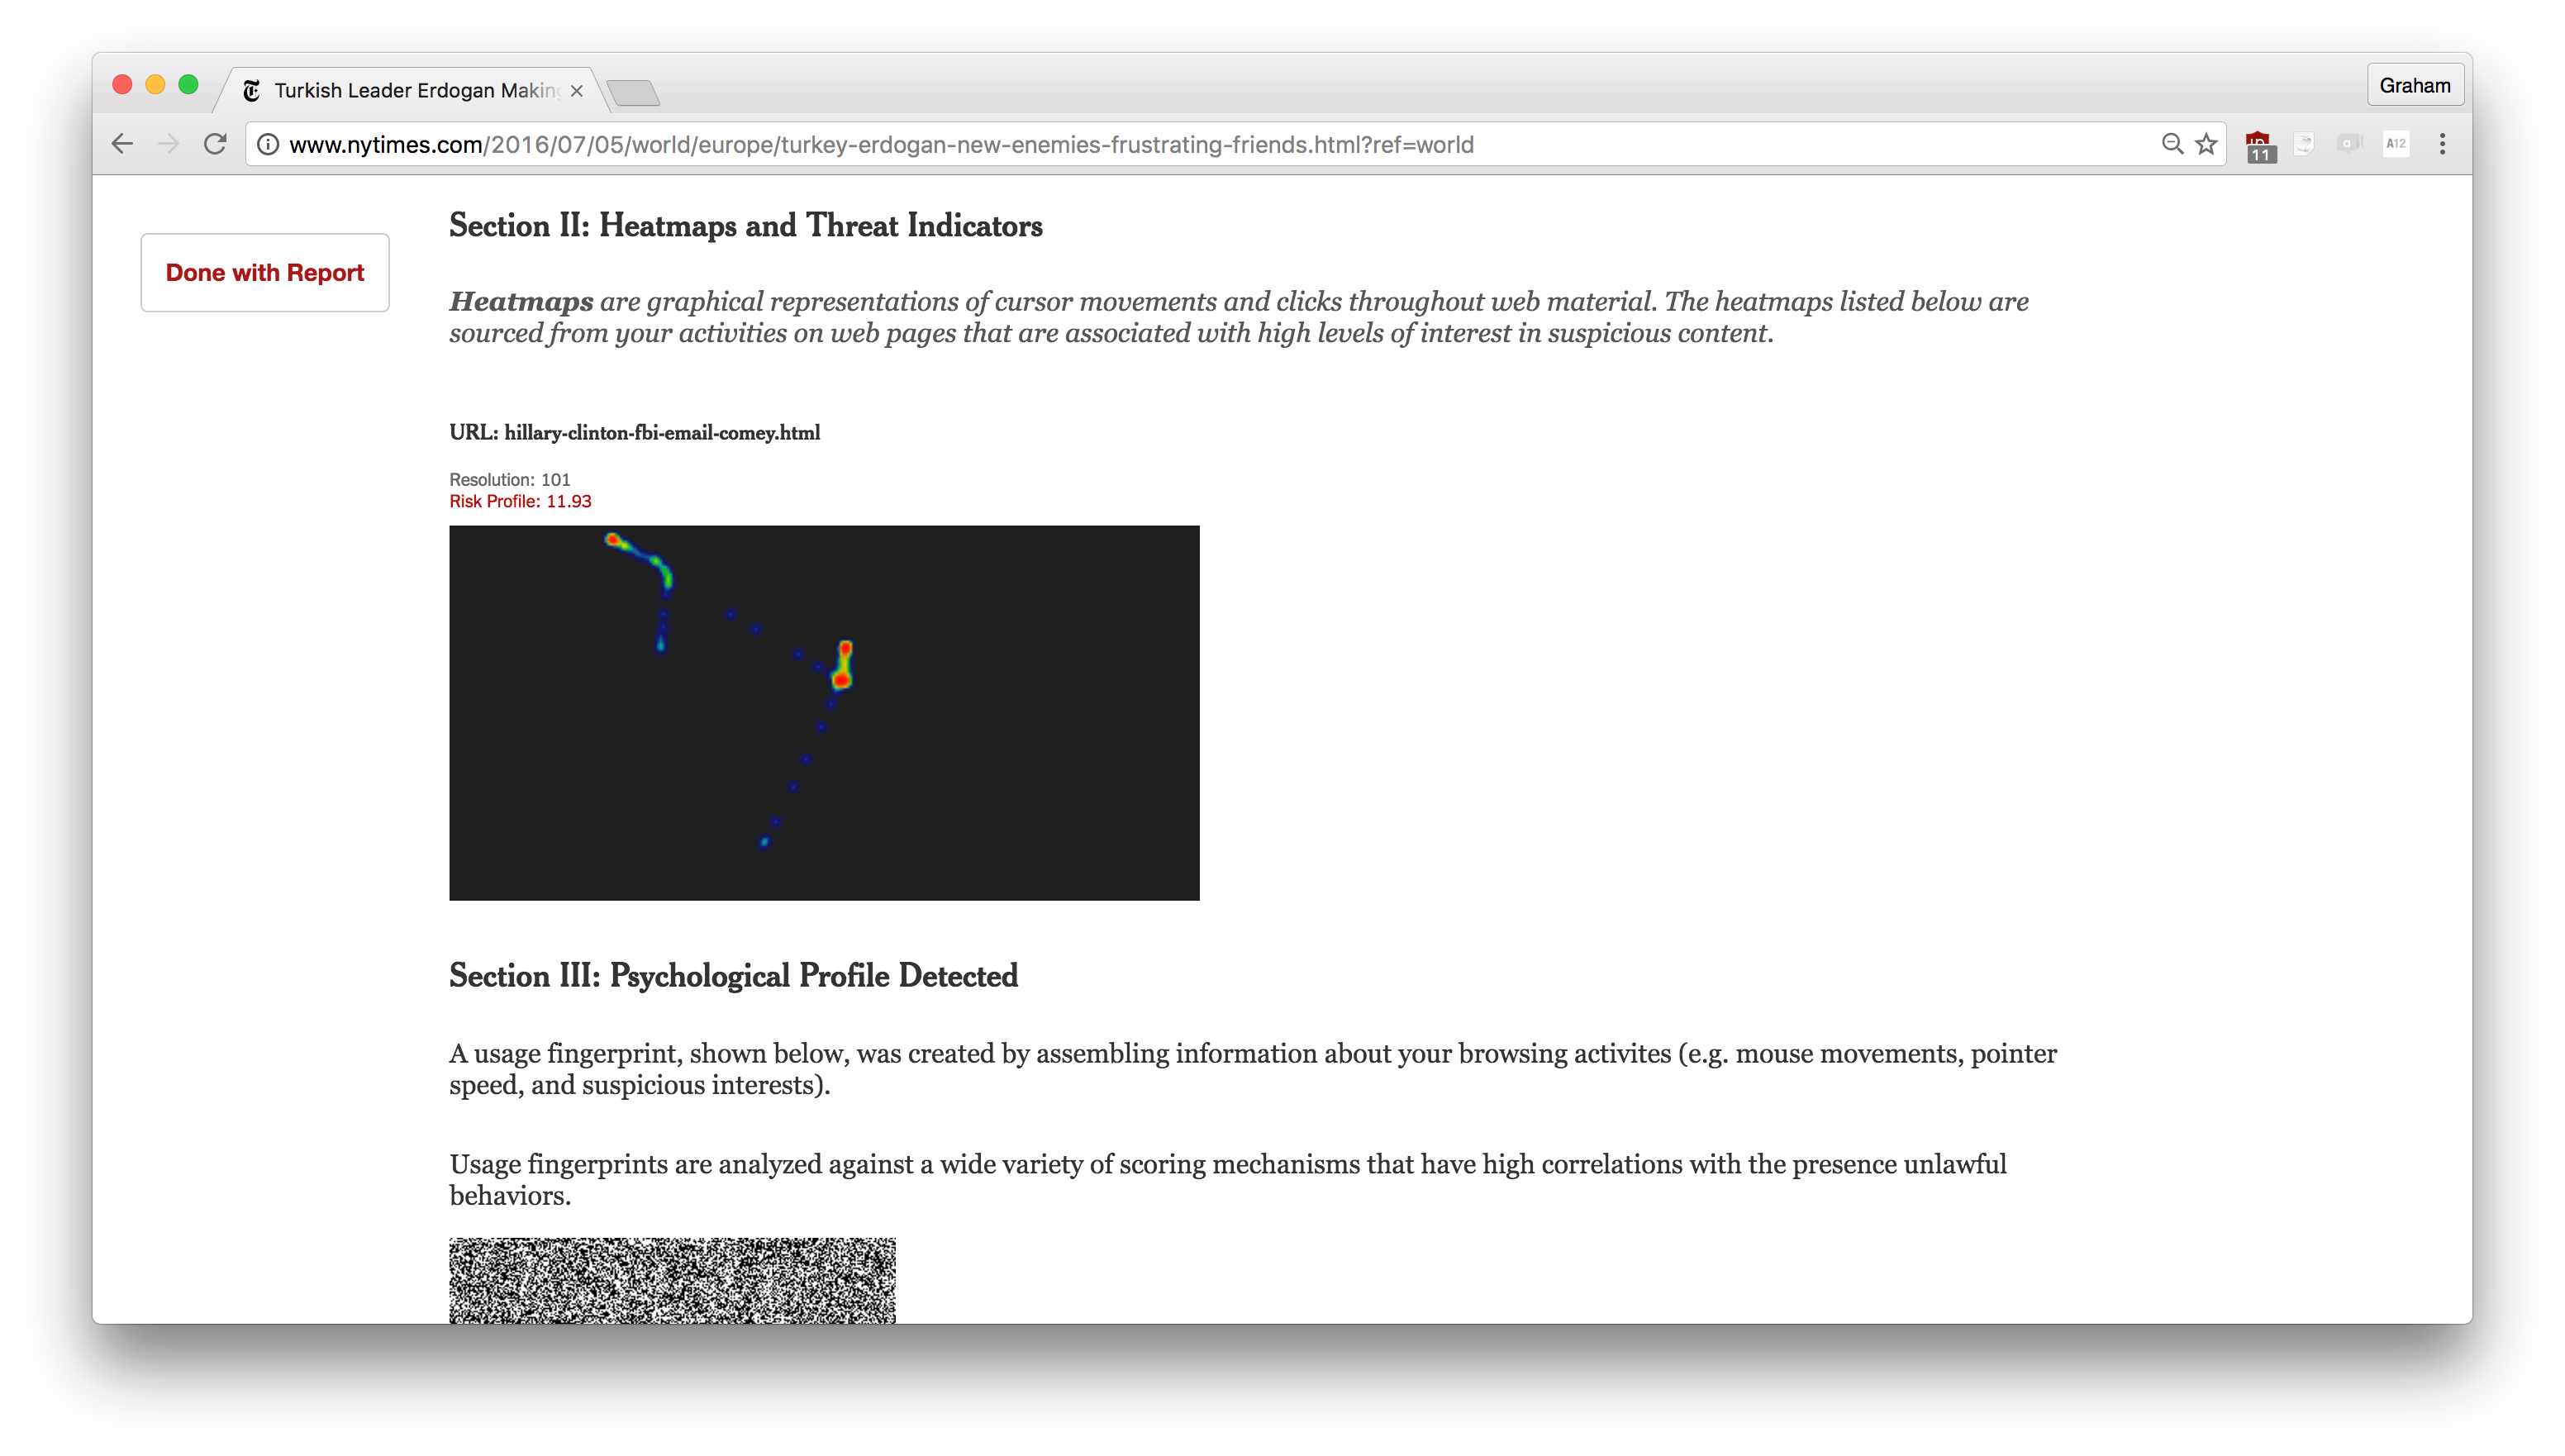 Turkish Leader Erdogan Making
Graham
www.nytimes.com/2016/07/05/world/europe/turkey-erdogan-new-enemies-frustrating-friends.html?ref=world
11
a
A12
Done with Report
Section II: Heatmaps and Threat Indicators
Heatmaps are graphical representations of cursor movements and clicks throughout web material. The heatmaps listed below are
sourced from your activities on web pages that are associated with high levels of interest in suspicious content.
URL: hillary-clinton-fbi-email-comey.html
Resolution: 101
Risk Profile: 11.93
Section III: Psychological Profile Detected
A usage fingerprint, shown below, was created by assembling information about your browsing activites (e.g. mouse movements, pointer
speed, and suspicious interests).
Usage fingerprints are analyzed against a wide variety of scoring mechanisms that have high correlations with the presence unlawful
behaviors.